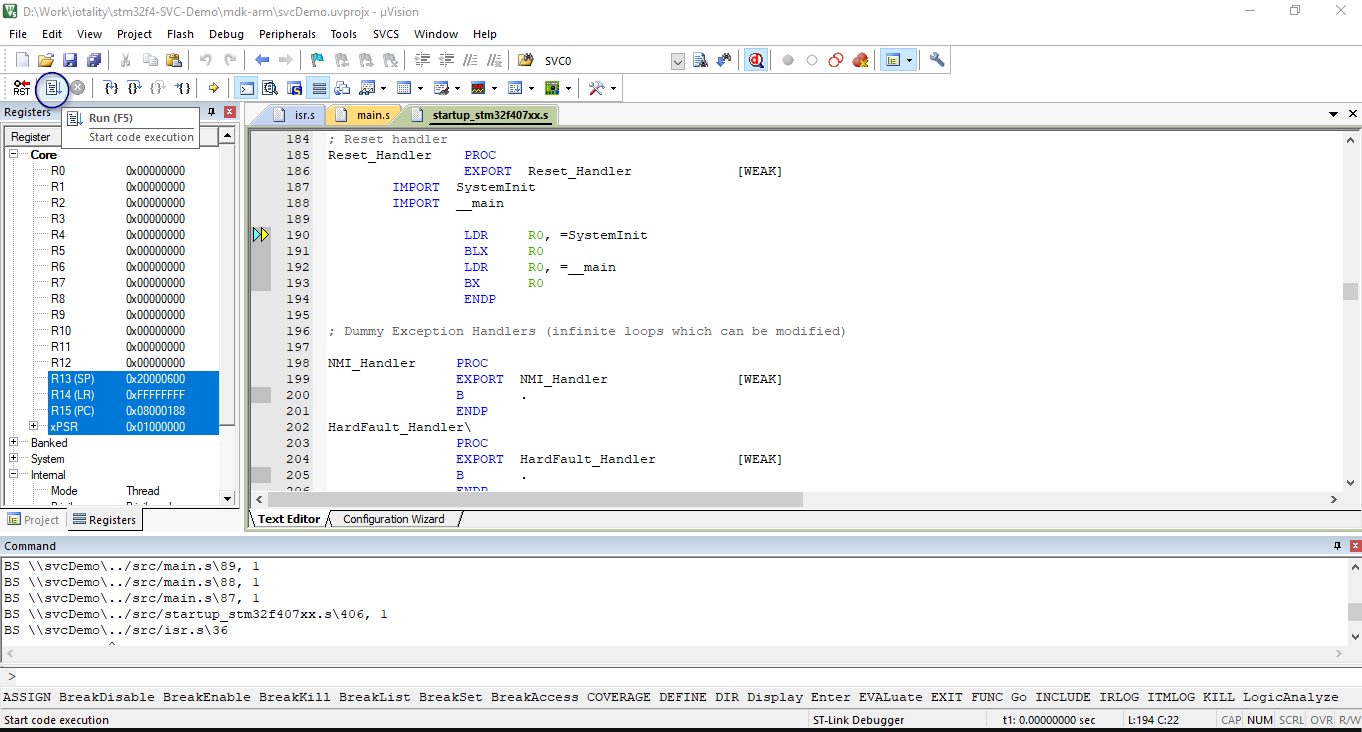 D:\Work\iotality\stm32f4-SVC-Demo\mdk-arm\svcDemo.uvprojx - µVision
File Edit View Project Flash Debug Peripherals Tools SVCS Window Help
SVC0
RST
Registers
Run (F5)
Start code execution
isr.s main.s startup_stm32f407xx.s
Register
Core
R0 0x00000000
R1 0x00000000
R2 0x00000000
R3 0x00000000
R4 0x00000000
R5 0x00000000
R6 0x00000000
R7 0x00000000
R8 0x00000000
R9 0x00000000
R10 0x00000000
R11 0x00000000
R12 0x00000000
R13 (SP) 0x20000600
R14 (LR) 0xFFFFFFFF
R15 (PC) 0x08000188
xPSR 0x01000000
Banked
System
Internal
Mode Thread
Project Registers
184 ; Reset handler
185 Reset_Handler PROC
186 EXPORT Reset_Handler [WEAK]
187 IMPORT SystemInit
188 IMPORT __main
189
190 LDR R0, =SystemInit
191 BLX R0
192 LDR R0, =__main
193 BX R0
194 ENDP
195
196 ; Dummy Exception Handlers (infinite loops which can be modified)
197
198 NMI_Handler PROC
199 EXPORT NMI_Handler [WEAK]
200 B .
201 ENDP
202 HardFault_Handler\
203 PROC
204 EXPORT HardFault_Handler [WEAK]
205 B .
206 ENDP
Text Editor Configuration Wizard
Command
BS \\svcDemo\../src/main.s\89, 1
BS \\svcDemo\../src/main.s\88, 1
BS \\svcDemo\../src/main.s\87, 1
BS \\svcDemo\../src/startup_stm32f407xx.s\406, 1
BS \\svcDemo\../src/isr.s\36
^
>
ASSIGN BreakDisable BreakEnable BreakKill BreakList BreakSet BreakAccess COVERAGE DEFINE DIR Display Enter EVALuate EXIT FUNC Go INCLUDE IRLOG ITMLOG KILL LogicAnalyze
Start code execution ST-Link Debugger t1: 0.00000000 sec L:194 C:22 CAP NUM SCRL OVR R/W